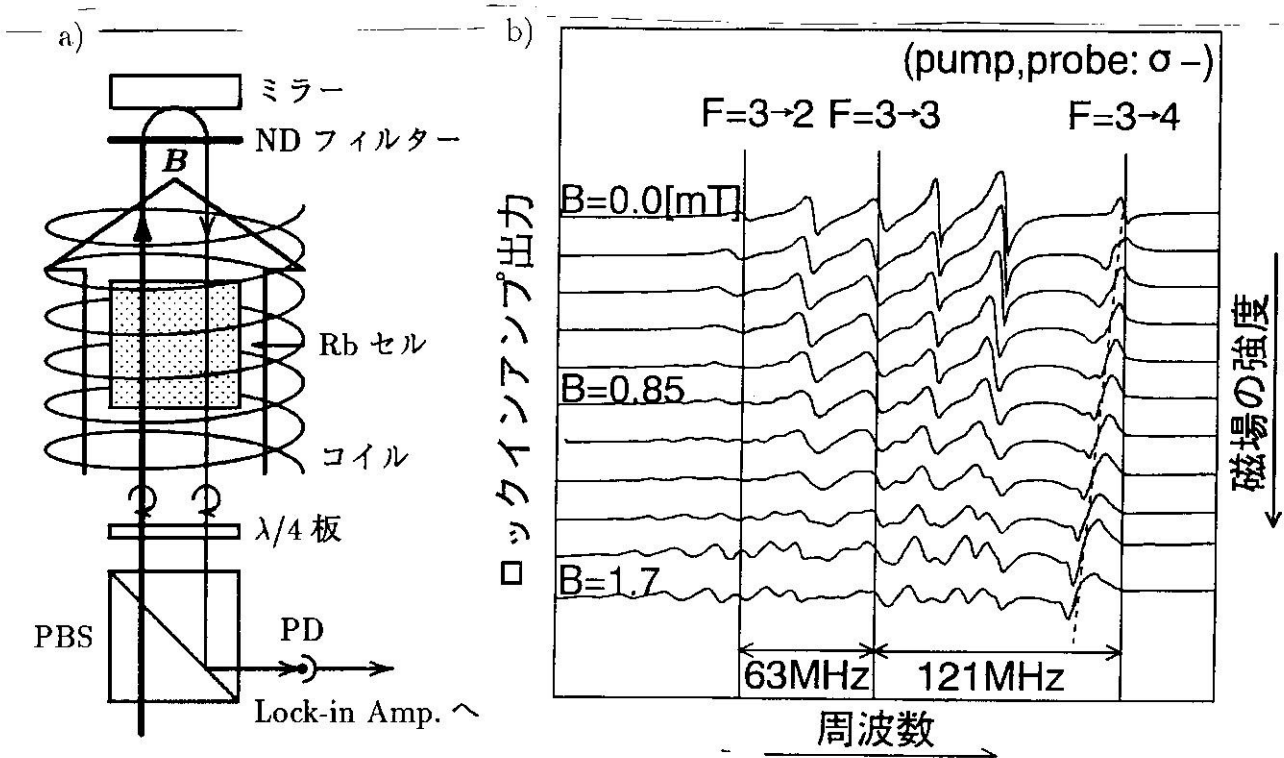 a)
ミラー
ND フィルター
B
Rb セル
コイル
λ/4 板
PBS
PD
Lock-in Amp. へ
b)
(pump,probe: σ −)
F=3→2 F=3→3 F=3→4
B=0.0[mT]
B=0.85
B=1.7
ロックインアンプ出力
磁場の強度
63MHz 121MHz
周波数